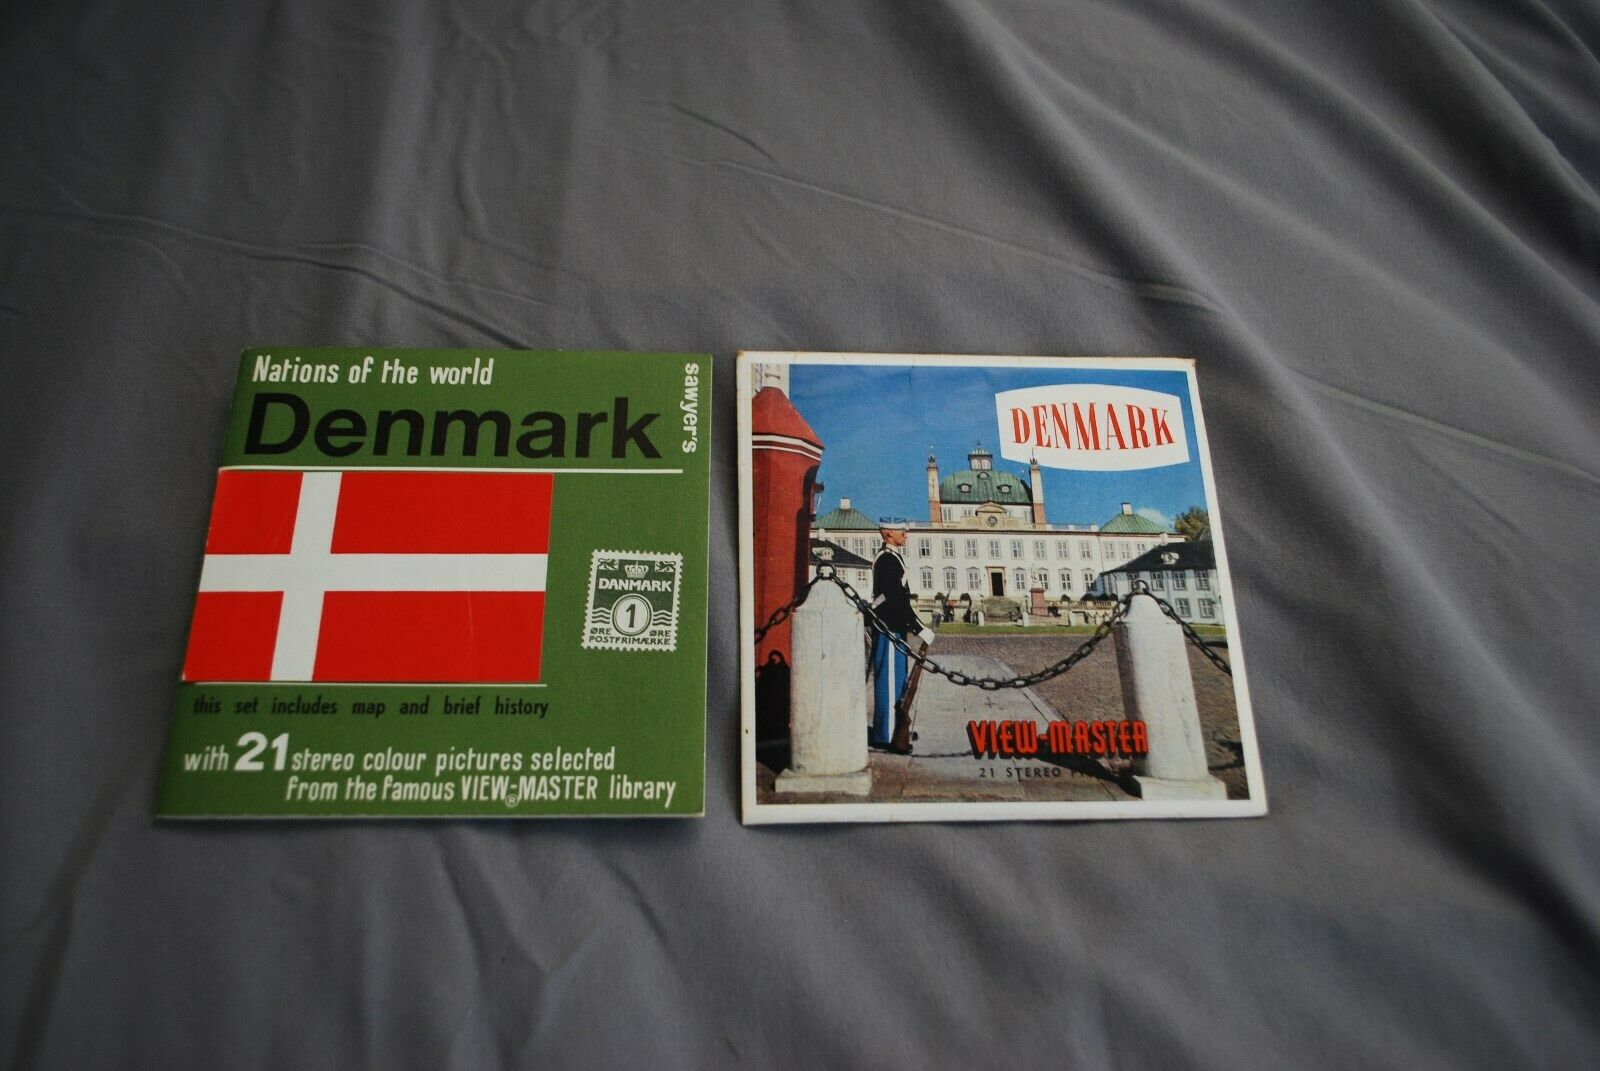 Nations of the world
sawyer's
Denmark
DANMARK
1
ØRE ØRE
POSTFRIMÆRKE
this set includes map and brief history
with 21 stereo colour pictures selected
from the famous VIEW-MASTER® library
DENMARK
VIEW-MASTER
21 STEREO